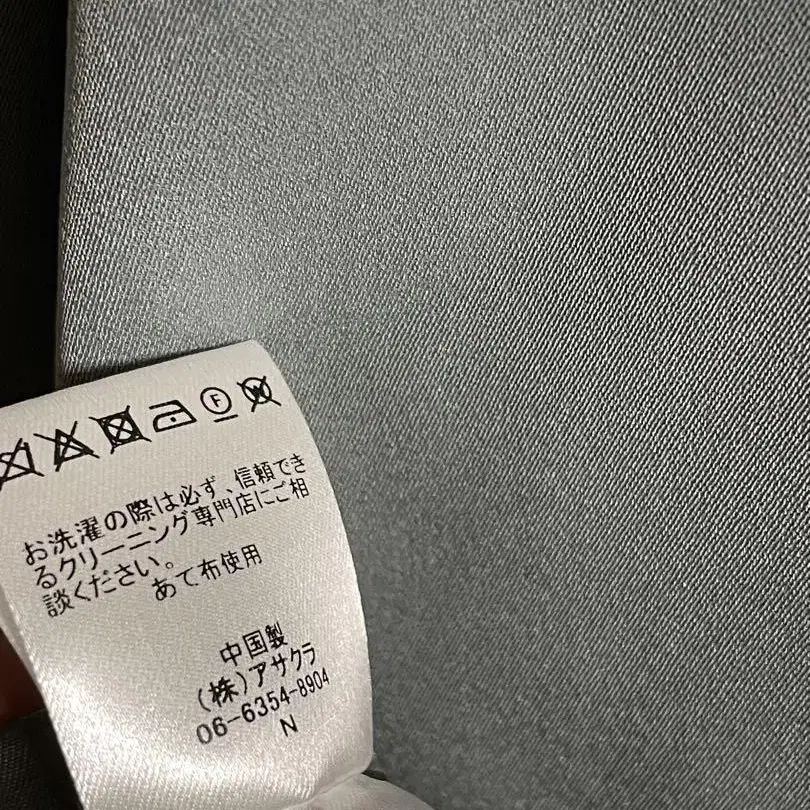 F W
お洗濯の際は必ず、信頼でき
るクリーニング専門店にご相
談ください。
あて布使用
中国製
(株)アサクラ
06-6354-8904
N